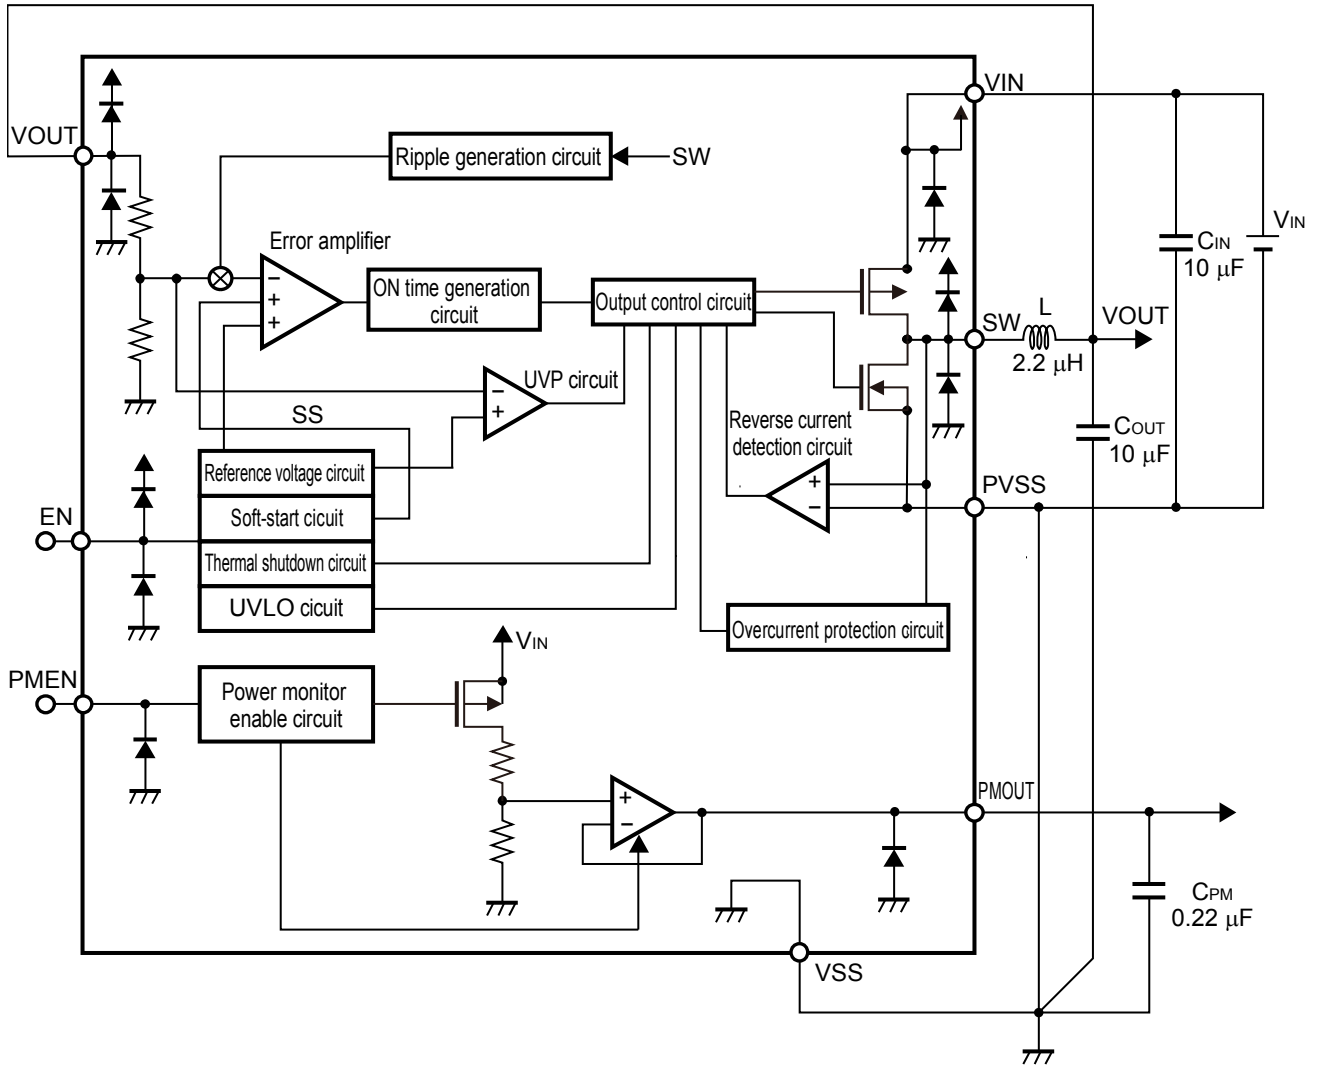 VIN
VOUT
Ripple generation circuit
SW
Error amplifier
−
+
+
ON time generation
circuit
Output control circuit
VIN
CIN
10 µF
SW
L
2.2 µH
VOUT
UVP circuit
−
+
SS
Reverse current
detection circuit
+
−
COUT
10 µF
PVSS
Reference voltage circuit
Soft-start cicuit
EN
Thermal shutdown circuit
UVLO cicuit
Overcurrent protection circuit
VIN
PMEN
Power monitor
enable circuit
+
−
PMOUT
CPM
0.22 µF
VSS